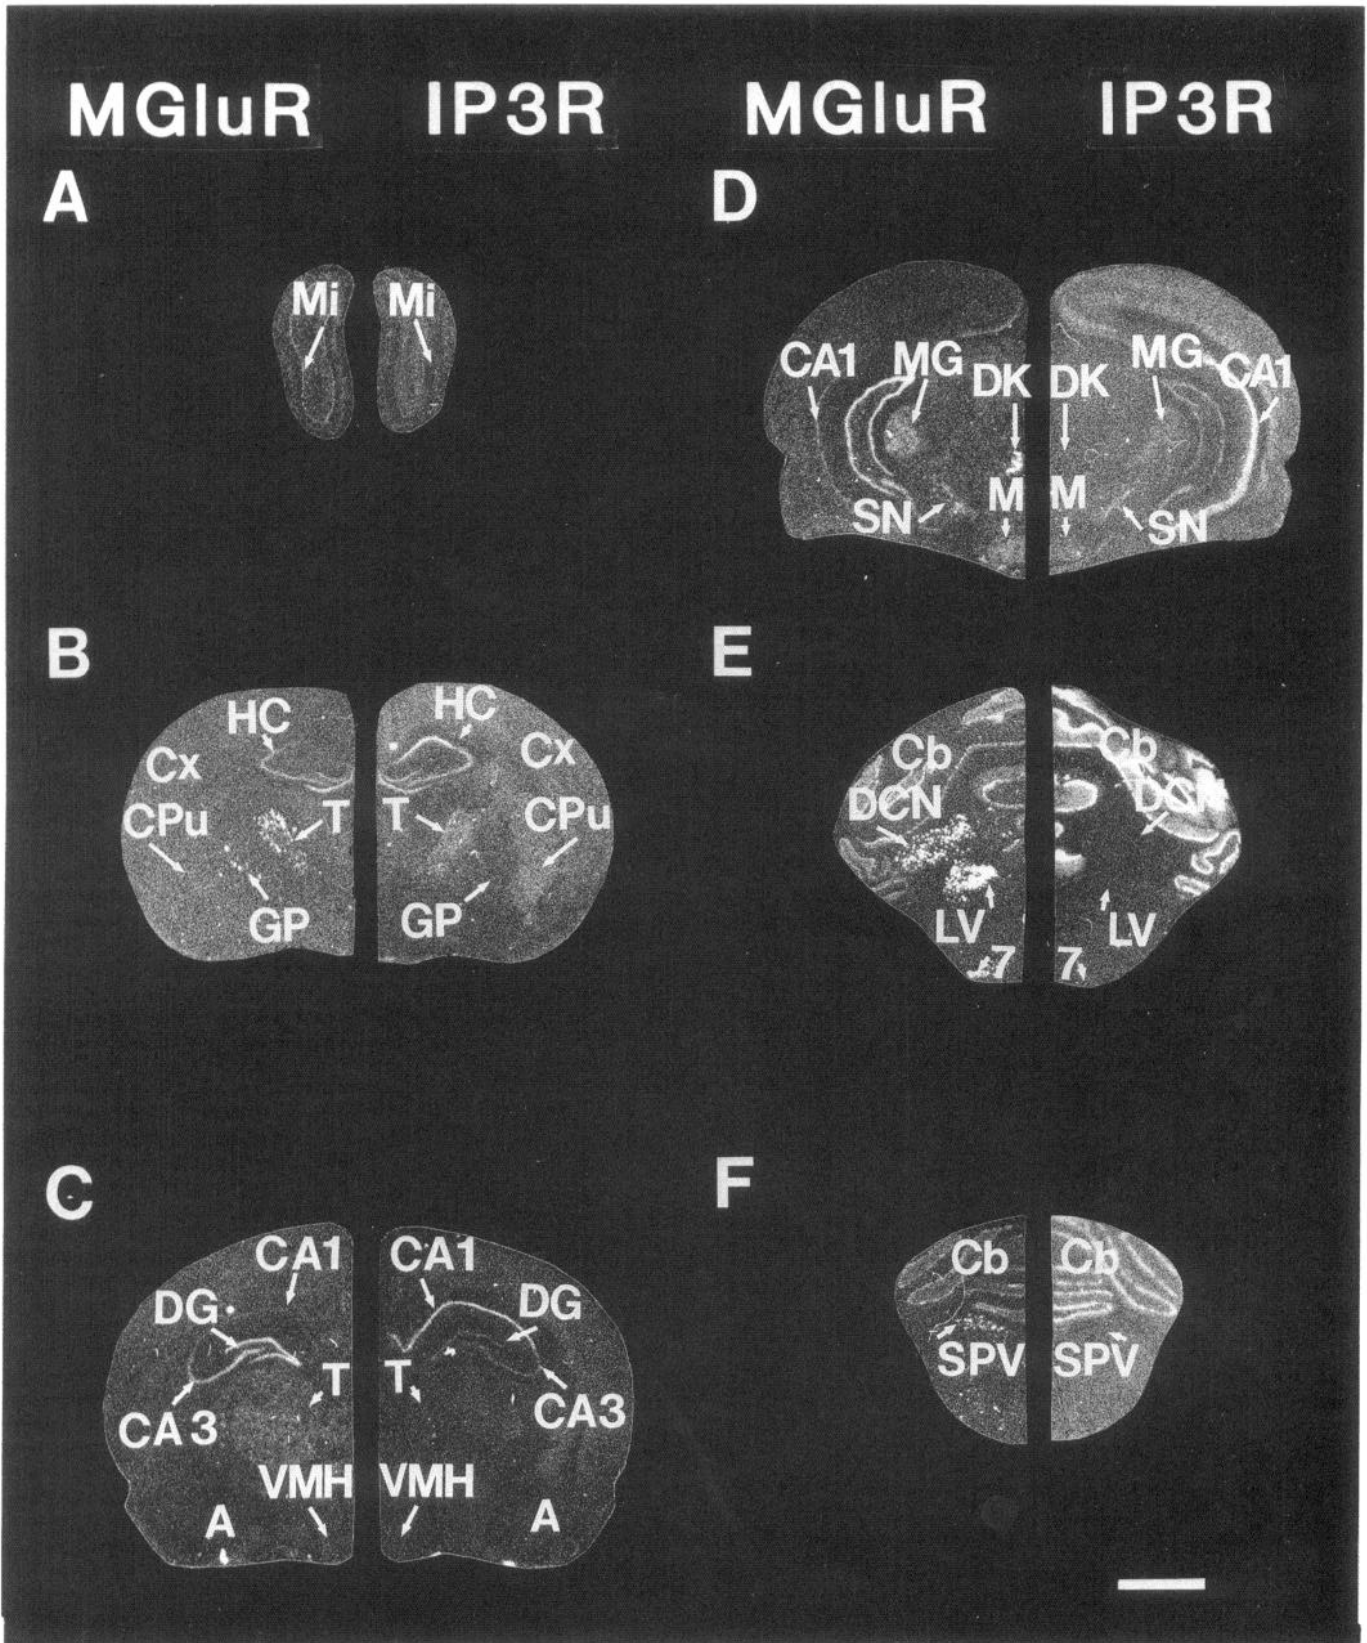 MGluR IP3R MGluR IP3R
A
Mi Mi
B
HC HC
Cx Cx
CPu T T CPu
GP GP
C
CA1 CA1
DG DG
T T
CA3 CA3
VMH VMH
A A
D
CA1 MG DK DK MG CA1
M M
SN SN
E
Cb Cb
DCN DCN
LV LV
7 7
F
Cb Cb
SPV SPV